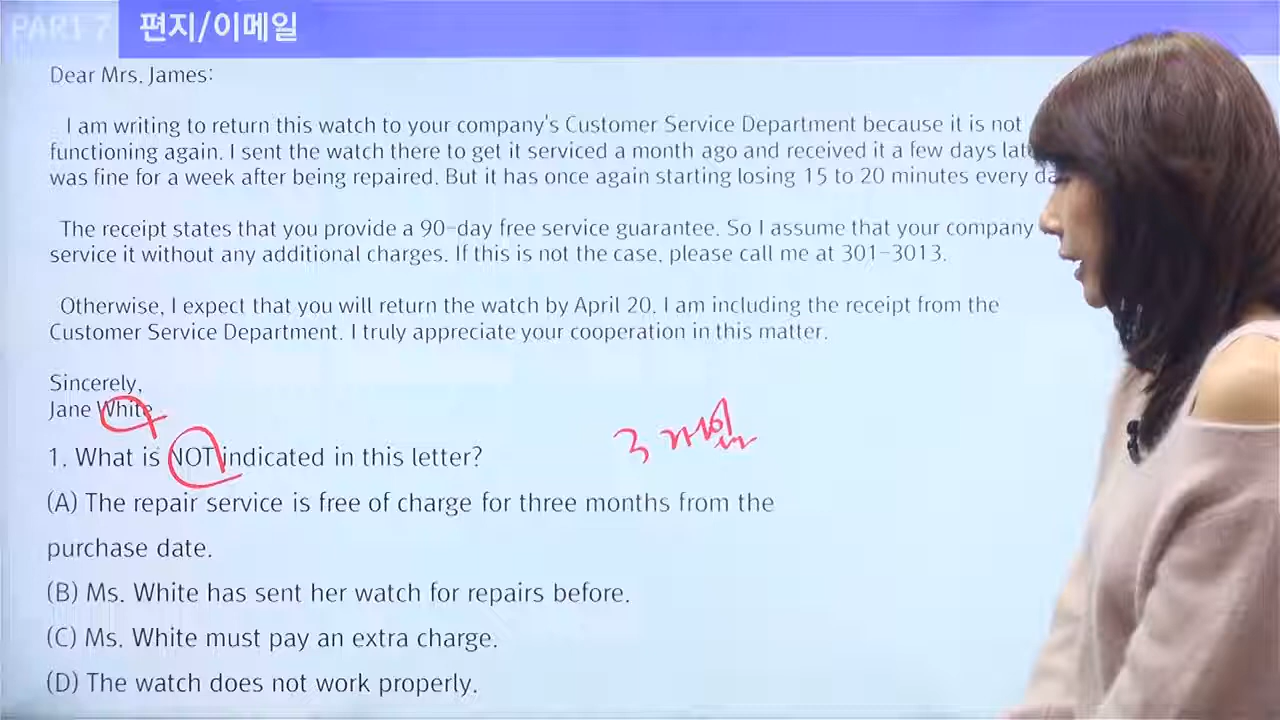 PART 7 편지/이메일
Dear Mrs. James:
I am writing to return this watch to your company's Customer Service Department because it is not
functioning again. I sent the watch there to get it serviced a month ago and received it a few days
was fine for a week after being repaired. But it has once again starting losing 15 to 20 minutes every
The receipt states that you provide a 90-day free service guarantee. So I assume that your company
service it without any additional charges. If this is not the case, please call me at 301-3013.
Otherwise, I expect that you will return the watch by April 20. I am including the receipt from the
Customer Service Department. I truly appreciate your cooperation in this matter.
Sincerely,
Jane White
1. What is NOT indicated in this letter?
(A) The repair service is free of charge for three months from the
purchase date.
(B) Ms. White has sent her watch for repairs before.
(C) Ms. White must pay an extra charge.
(D) The watch does not work properly.